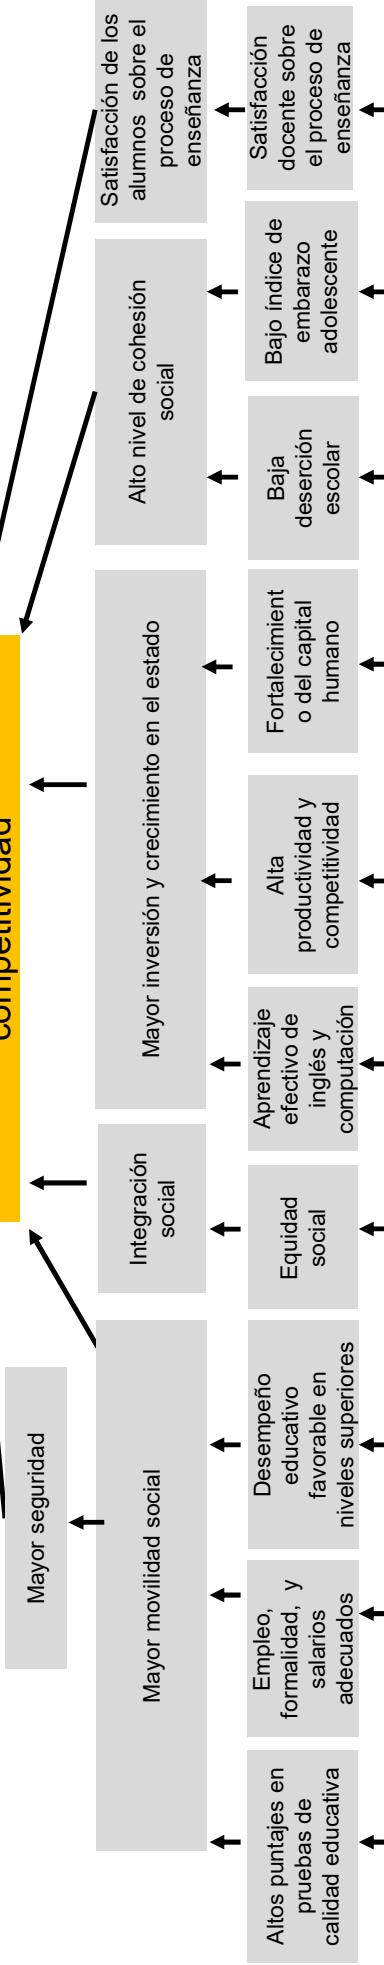 competitividad
Mayor seguridad
Mayor movilidad social
Integración
social
Mayor inversión y crecimiento en el estado
Alto nivel de cohesión
social
Satisfacción de los
alumnos sobre el
proceso de
enseñanza
Altos puntajes en
pruebas de
calidad educativa
Empleo,
formalidad, y
salarios
adecuados
Desempeño
educativo
favorable en
niveles superiores
Equidad
social
Aprendizaje
efectivo de
inglés y
computación
Alta
productividad y
competitividad
Fortalecimient
o del capital
humano
Baja
deserción
escolar
Bajo índice de
embarazo
adolescente
Satisfacción
docente sobre
el proceso de
enseñanza